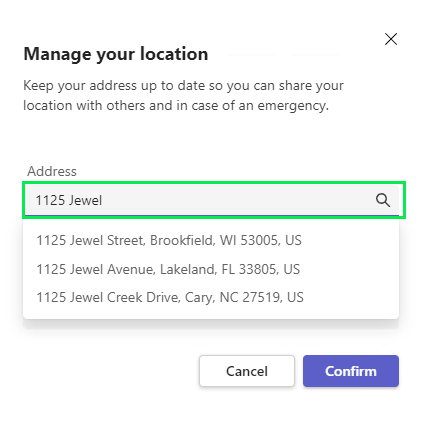 Manage your location
Keep your address up to date so you can share your
location with others and in case of an emergency.
Address
1125 Jewel
1125 Jewel Street, Brookfield, WI 53005, US
1125 Jewel Avenue, Lakeland, FL 33805, US
1125 Jewel Creek Drive, Cary, NC 27519, US
Cancel
Confirm